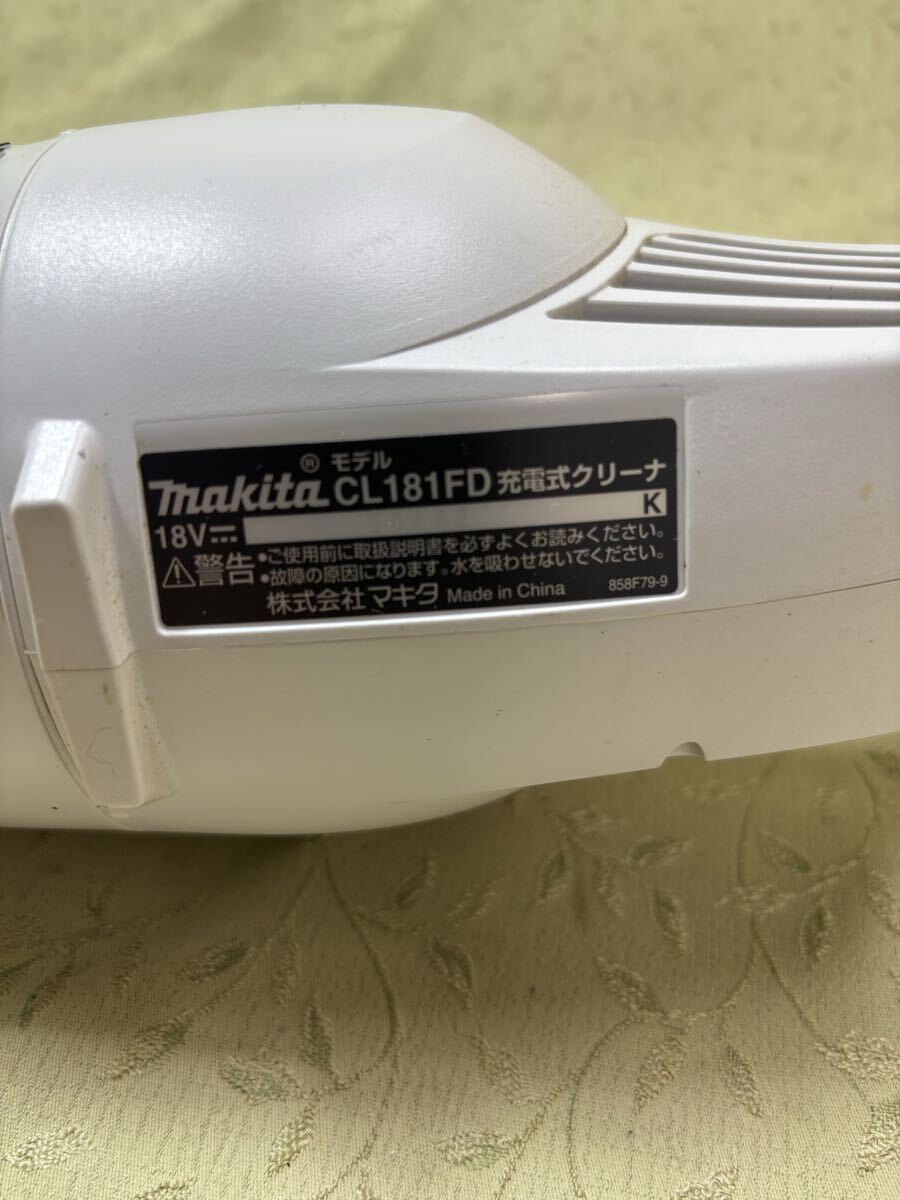 makita® モデル CL181FD 充電式クリーナ
18V⎓ K
⚠警告 •ご使用前に取扱説明書を必ずよくお読みください。
•故障の原因になります。水を吸わせないでください。
株式会社マキタ Made in China 858F79-9